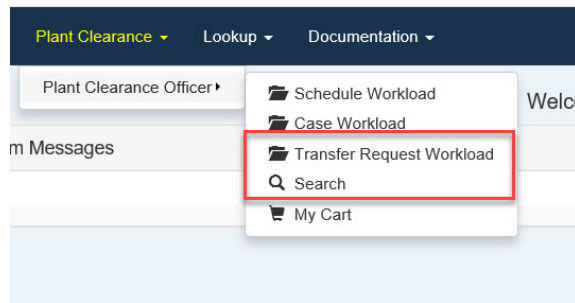 Plant Clearance Lookup Documentation
Plant Clearance Officer
Schedule Workload
Welc
Case Workload
m Messages
Transfer Request Workload
Search
My Cart